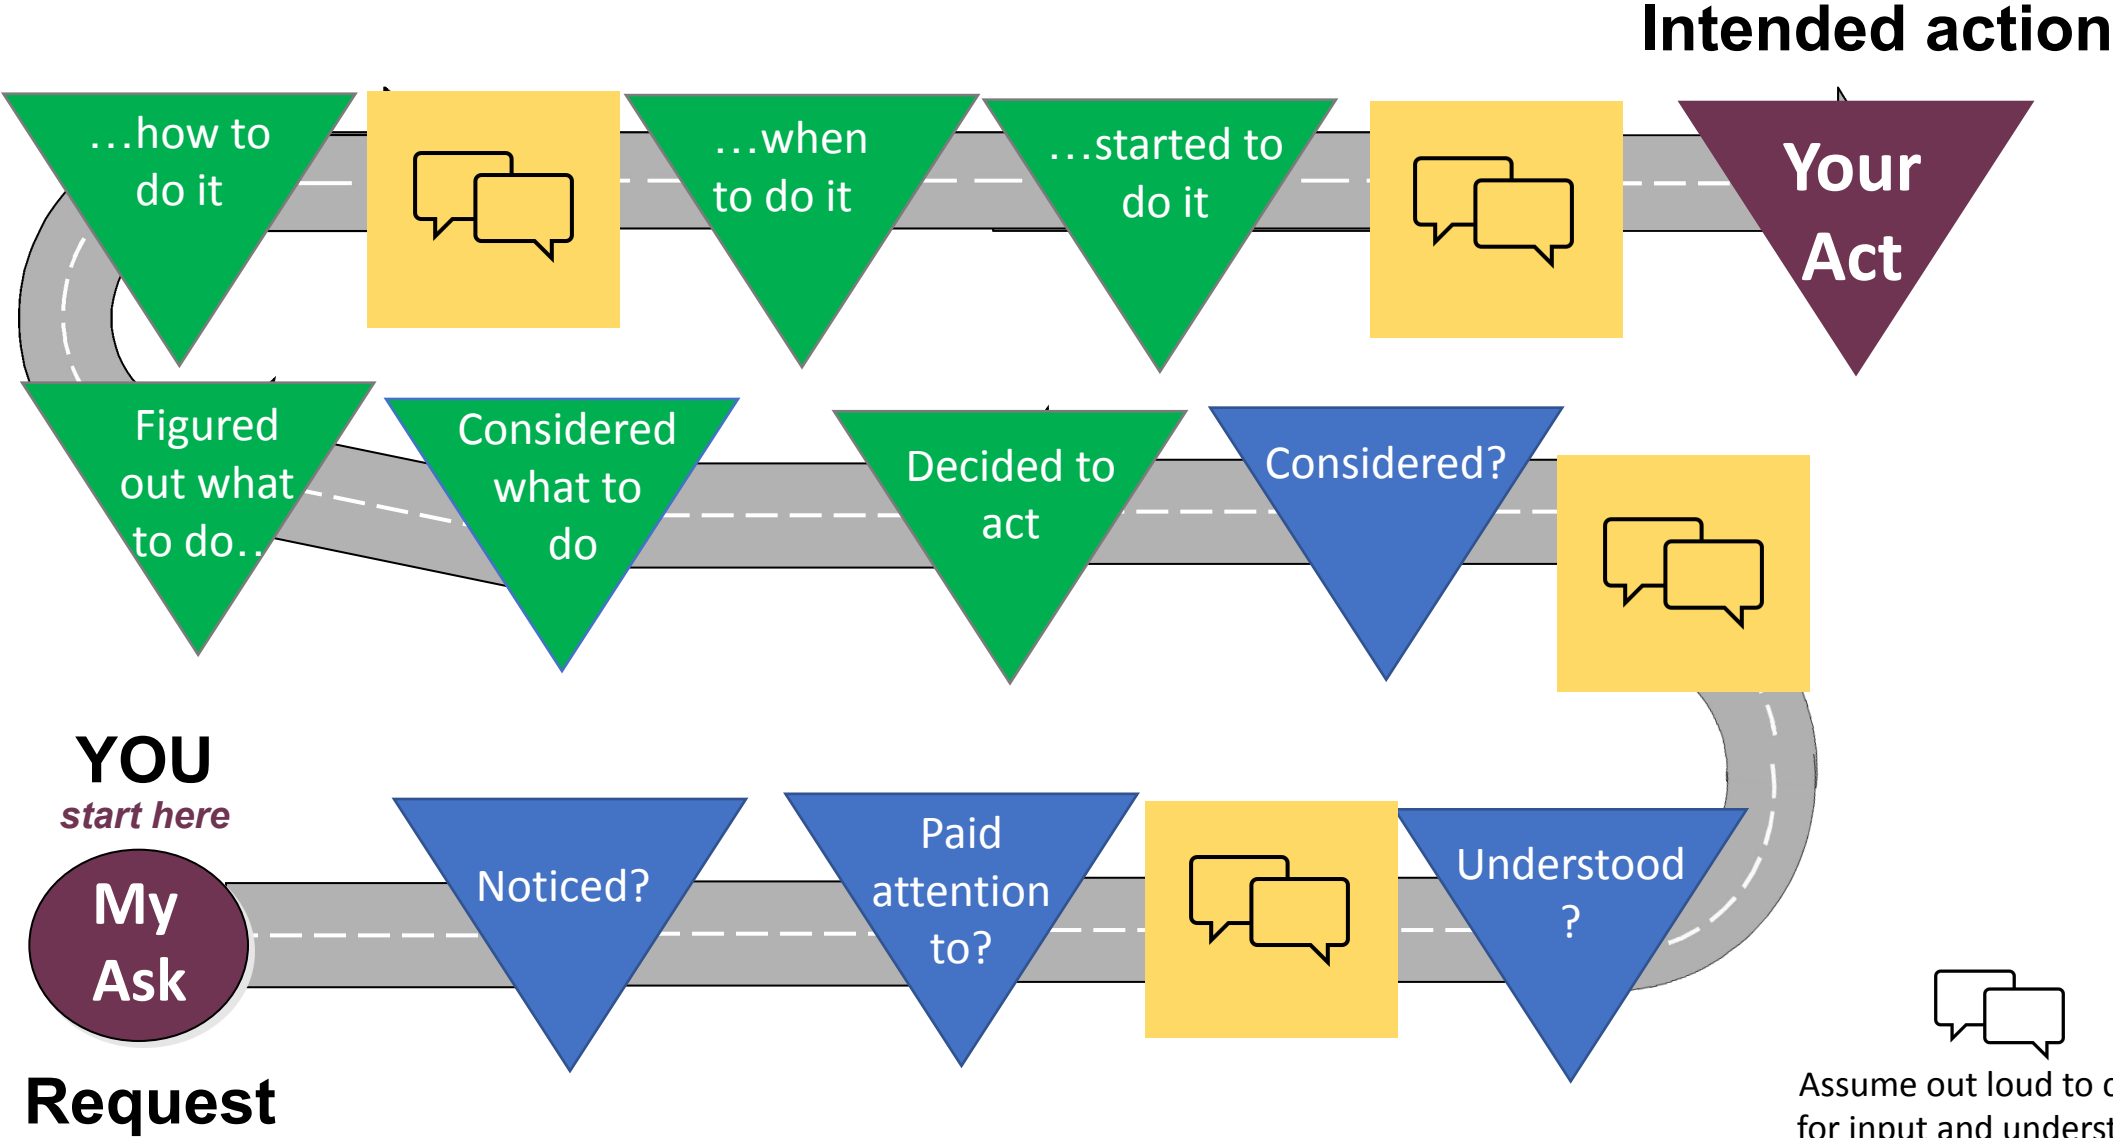 Intended action
…how to
do it
…when
to do it
…started to
do it
Your
Act
Figured
out what
to do..
Considered
what to
do
Decided to
act
Considered?
YOU
start here
My
Ask
Request
Noticed?
Paid
attention
to?
Understood
?
Assume out loud to
for input and